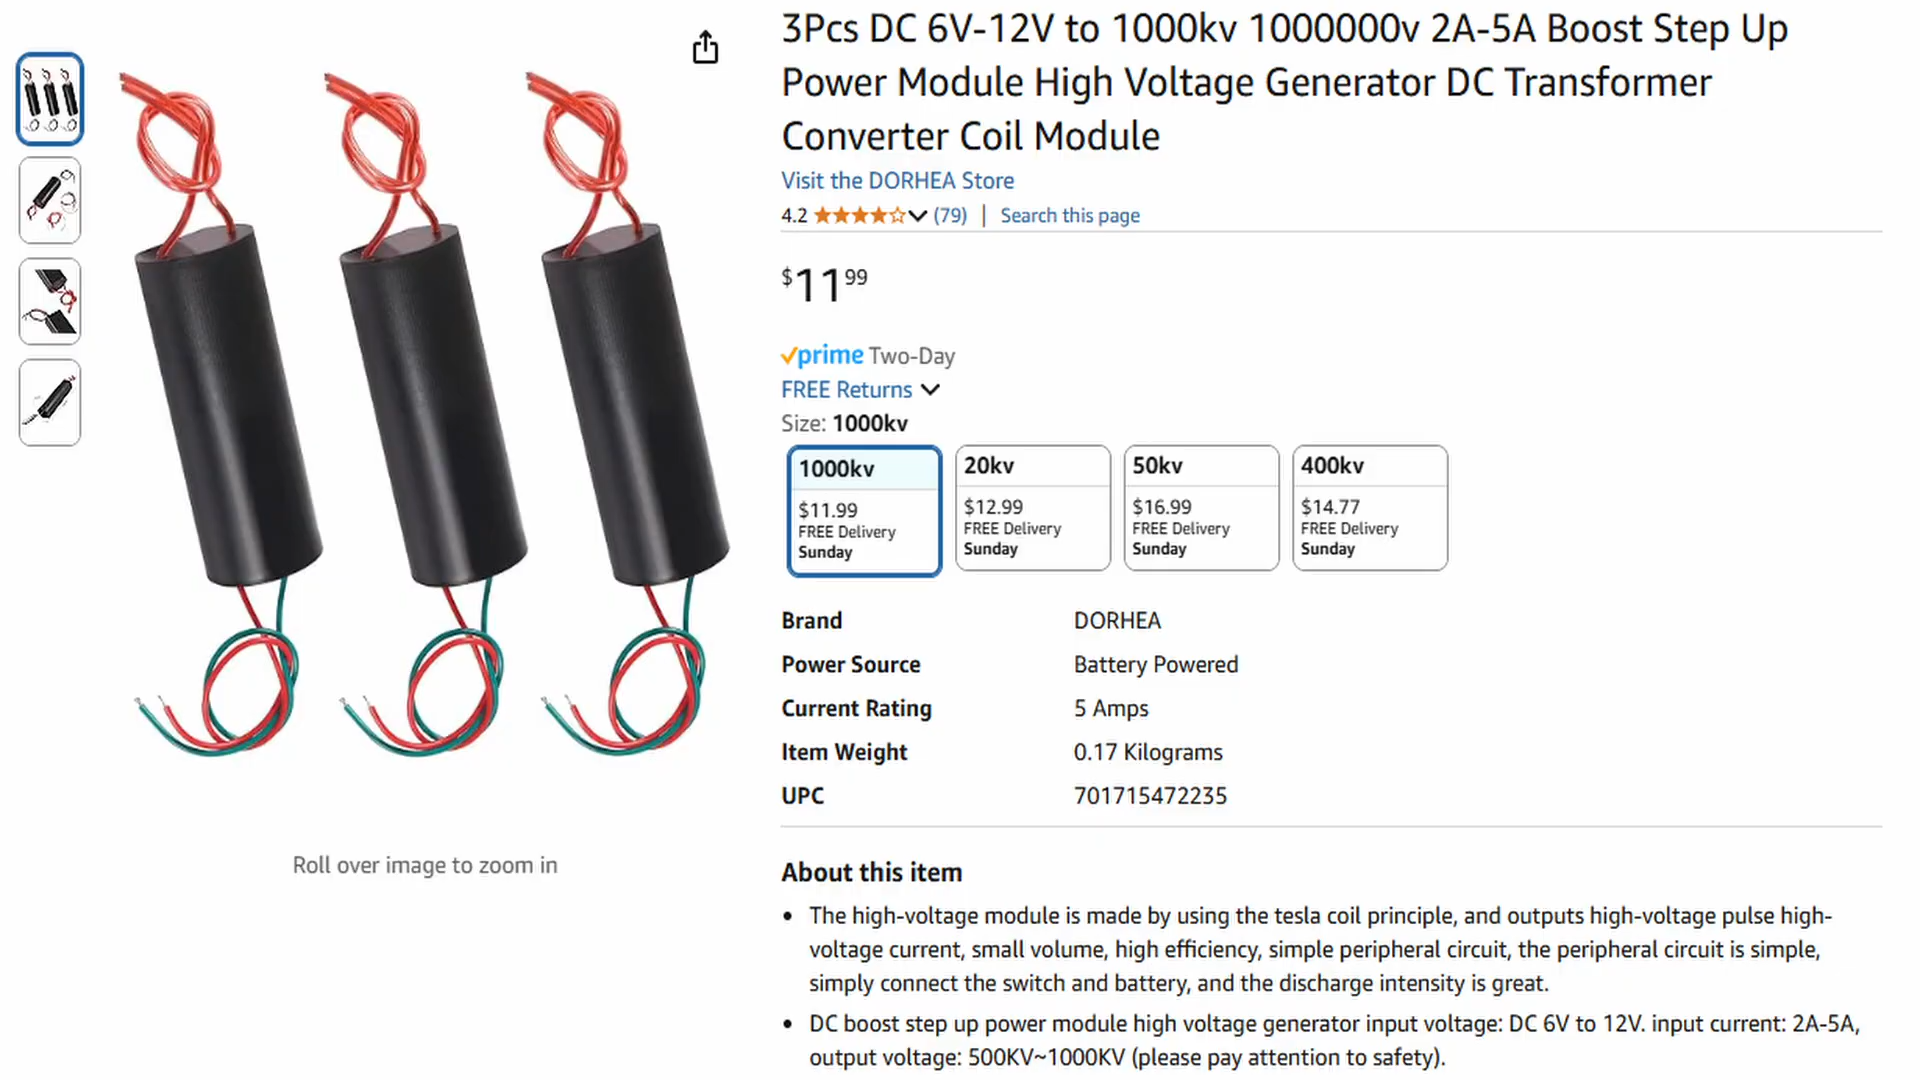 3Pcs DC 6V-12V to 1000kv 1000000v 2A-5A Boost Step Up
Power Module High Voltage Generator DC Transformer
Converter Coil Module
Visit the DORHEA Store
4.2 (79) | Search this page
$11.99
prime Two-Day
FREE Returns
Size: 1000kv
1000kv
$11.99
FREE Delivery
Sunday
20kv
$12.99
FREE Delivery
Sunday
50kv
$16.99
FREE Delivery
Sunday
400kv
$14.77
FREE Delivery
Sunday
Brand DORHEA
Power Source Battery Powered
Current Rating 5 Amps
Item Weight 0.17 Kilograms
UPC 701715472235
Roll over image to zoom in
About this item
• The high-voltage module is made by using the tesla coil principle, and outputs high-voltage pulse high-
voltage current, small volume, high efficiency, simple peripheral circuit, the peripheral circuit is simple,
simply connect the switch and battery, and the discharge intensity is great.
• DC boost step up power module high voltage generator input voltage: DC 6V to 12V. input current: 2A-5A,
output voltage: 500KV~1000KV (please pay attention to safety).